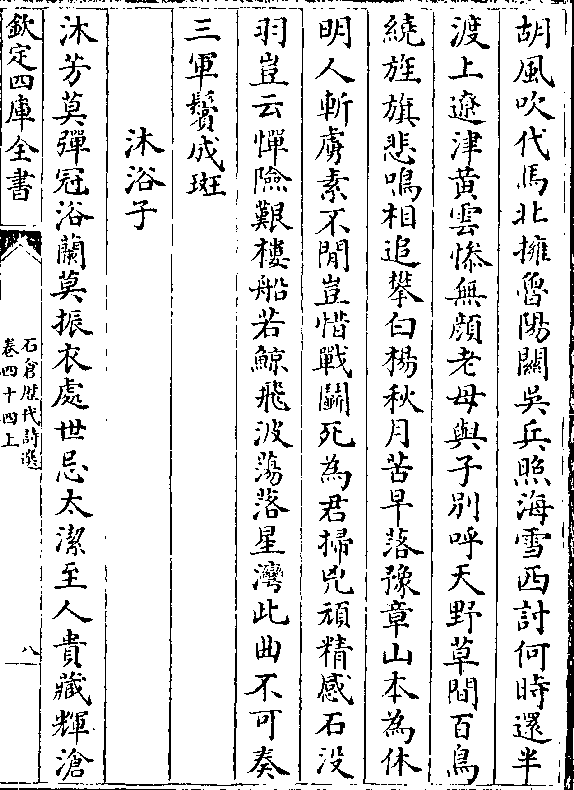 胡風吹代馬北擁魯陽關吳兵照海雪西討何時還半
渡上遼津黄雲慘無顔老母與子別呼天野草間百鳥
繞旌旗悲鳴相追攀白楊秋月苦早落豫章山本為休
明人斬虜素不閒豈惜戰鬭死為君掃兇頑精感石没
羽豈云憚險艱樓船若鯨飛波蕩落星灣此曲不可奏
三軍鬢成斑
沐浴子
沐芳莫彈冠浴蘭莫振衣處世忌太潔至人貴藏輝滄
欽定四庫全書
石倉歴代詩選
卷四十四上
八